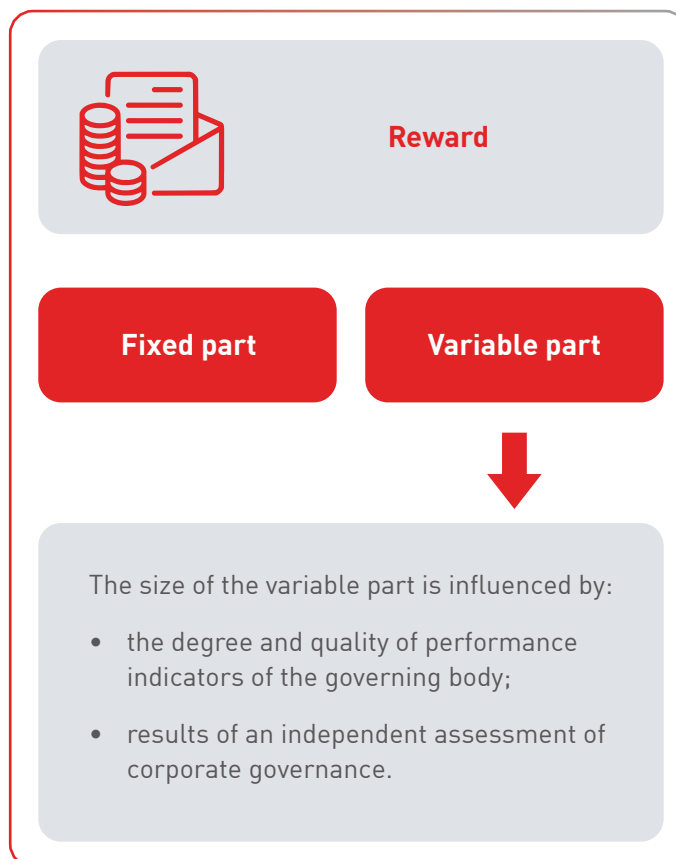 Reward
Fixed part
Variable part
The size of the variable part is influenced by:
• the degree and quality of performance
indicators of the governing body;
• results of an independent assessment of
corporate governance.